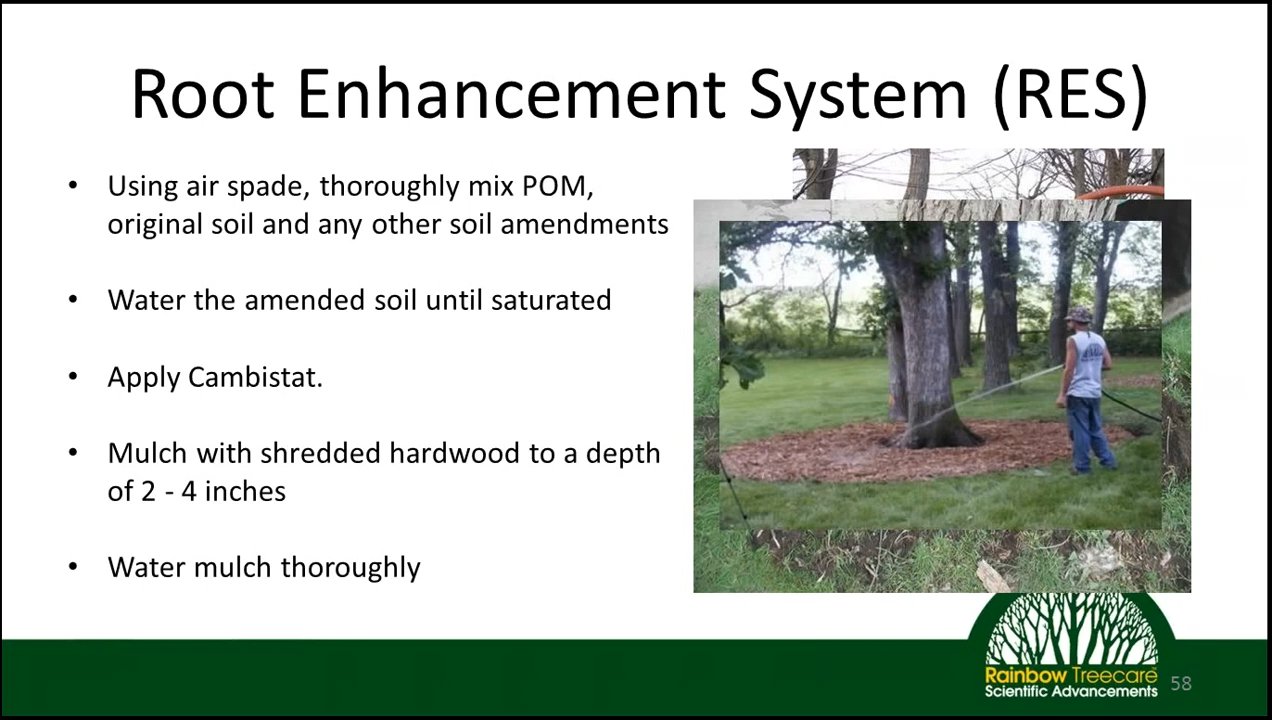 Root Enhancement System (RES)
• Using air spade, thoroughly mix POM,
original soil and any other soil amendments
• Water the amended soil until saturated
• Apply Cambistat.
• Mulch with shredded hardwood to a depth
of 2 - 4 inches
• Water mulch thoroughly
Rainbow Treecare
Scientific Advancements
58